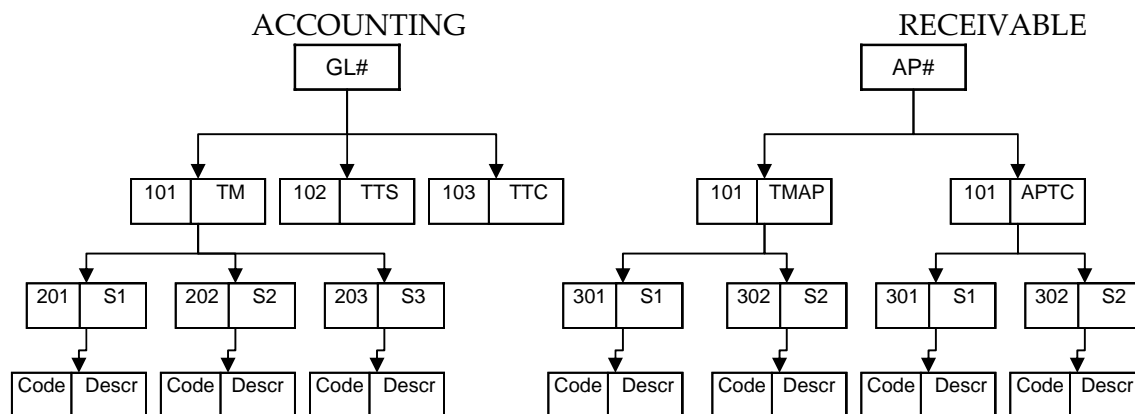 ACCOUNTING RECEIVABLE
GL# AP#
101 TM 102 TTS 103 TTC 101 TMAP 101 APTC
201 S1 202 S2 203 S3 301 S1 302 S2 301 S1 302 S2
Code Descr Code Descr Code Descr Code Descr Code Descr Code Descr Code Descr